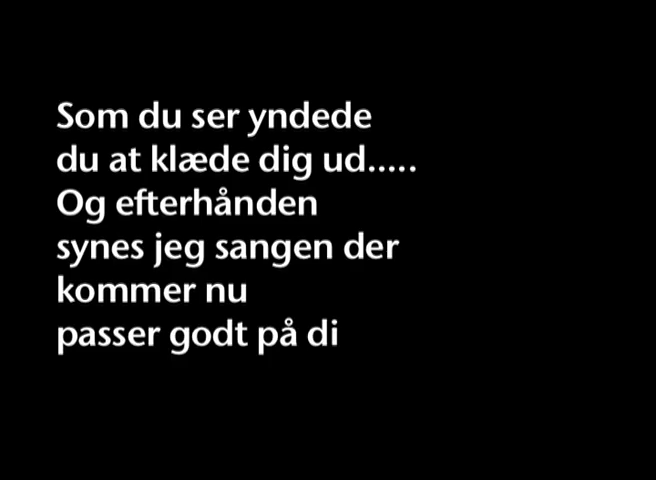 Som du ser yndede
du at klæde dig ud.....
Og efterhånden
synes jeg sangen der
kommer nu
passer godt på di